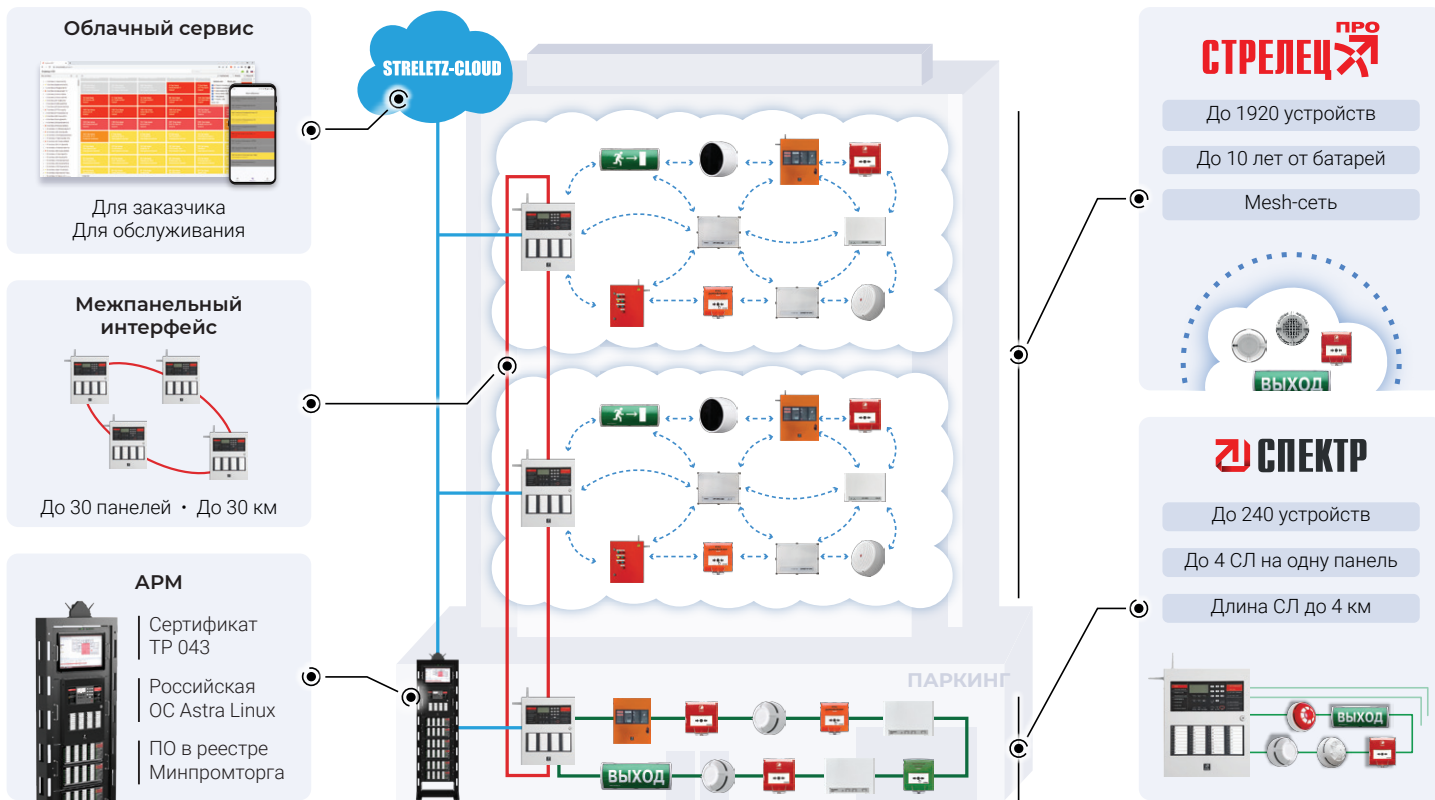 Облачный сервис
Для заказчика
Для обслуживания
Межпанельный
интерфейс
До 30 панелей • До 30 км
АРМ
Сертификат
ТР 043
Российская
ОС Astra Linux
ПО в реестре
Минпромторга
STRELETZ-CLOUD
ПАРКИНГ
ВЫХОД
СТРЕЛЕЦ
ПРО
До 1920 устройств
До 10 лет от батарей
Mesh-сеть
ВЫХОД
СПЕКТР
До 240 устройств
До 4 СЛ на одну панель
Длина СЛ до 4 км
ВЫХОД